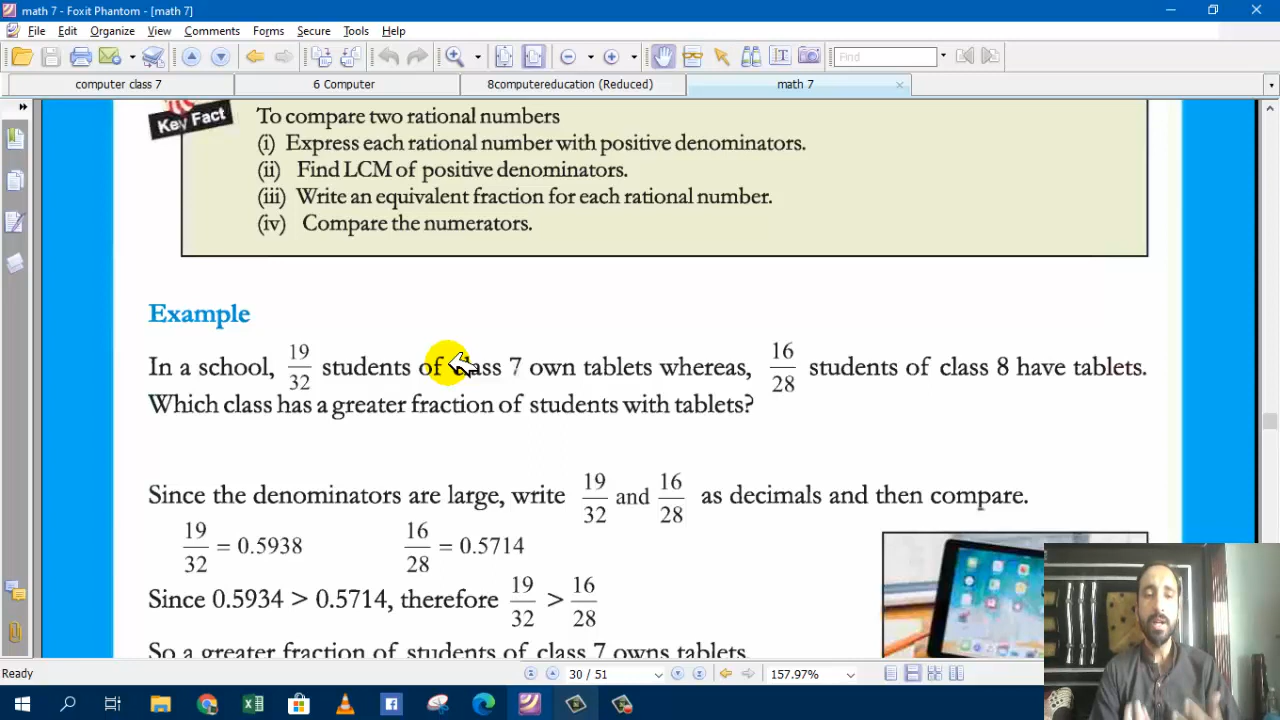 math 7 - Foxit Phantom - [math 7]
File Edit Organize View Comments Forms Secure Tools Help
Find
computer class 7 6 Computer 8computereducation (Reduced) math 7
Key Fact
To compare two rational numbers
(i) Express each rational number with positive denominators.
(ii) Find LCM of positive denominators.
(iii) Write an equivalent fraction for each rational number.
(iv) Compare the numerators.
Example
In a school, 19/32 students of class 7 own tablets whereas, 16/28 students of class 8 have tablets.
Which class has a greater fraction of students with tablets?
Since the denominators are large, write 19/32 and 16/28 as decimals and then compare.
19/32 = 0.5938 16/28 = 0.5714
Since 0.5934 > 0.5714, therefore 19/32 > 16/28
So a greater fraction of students of class 7 owns tablets.
Ready 30 / 51 157.97%